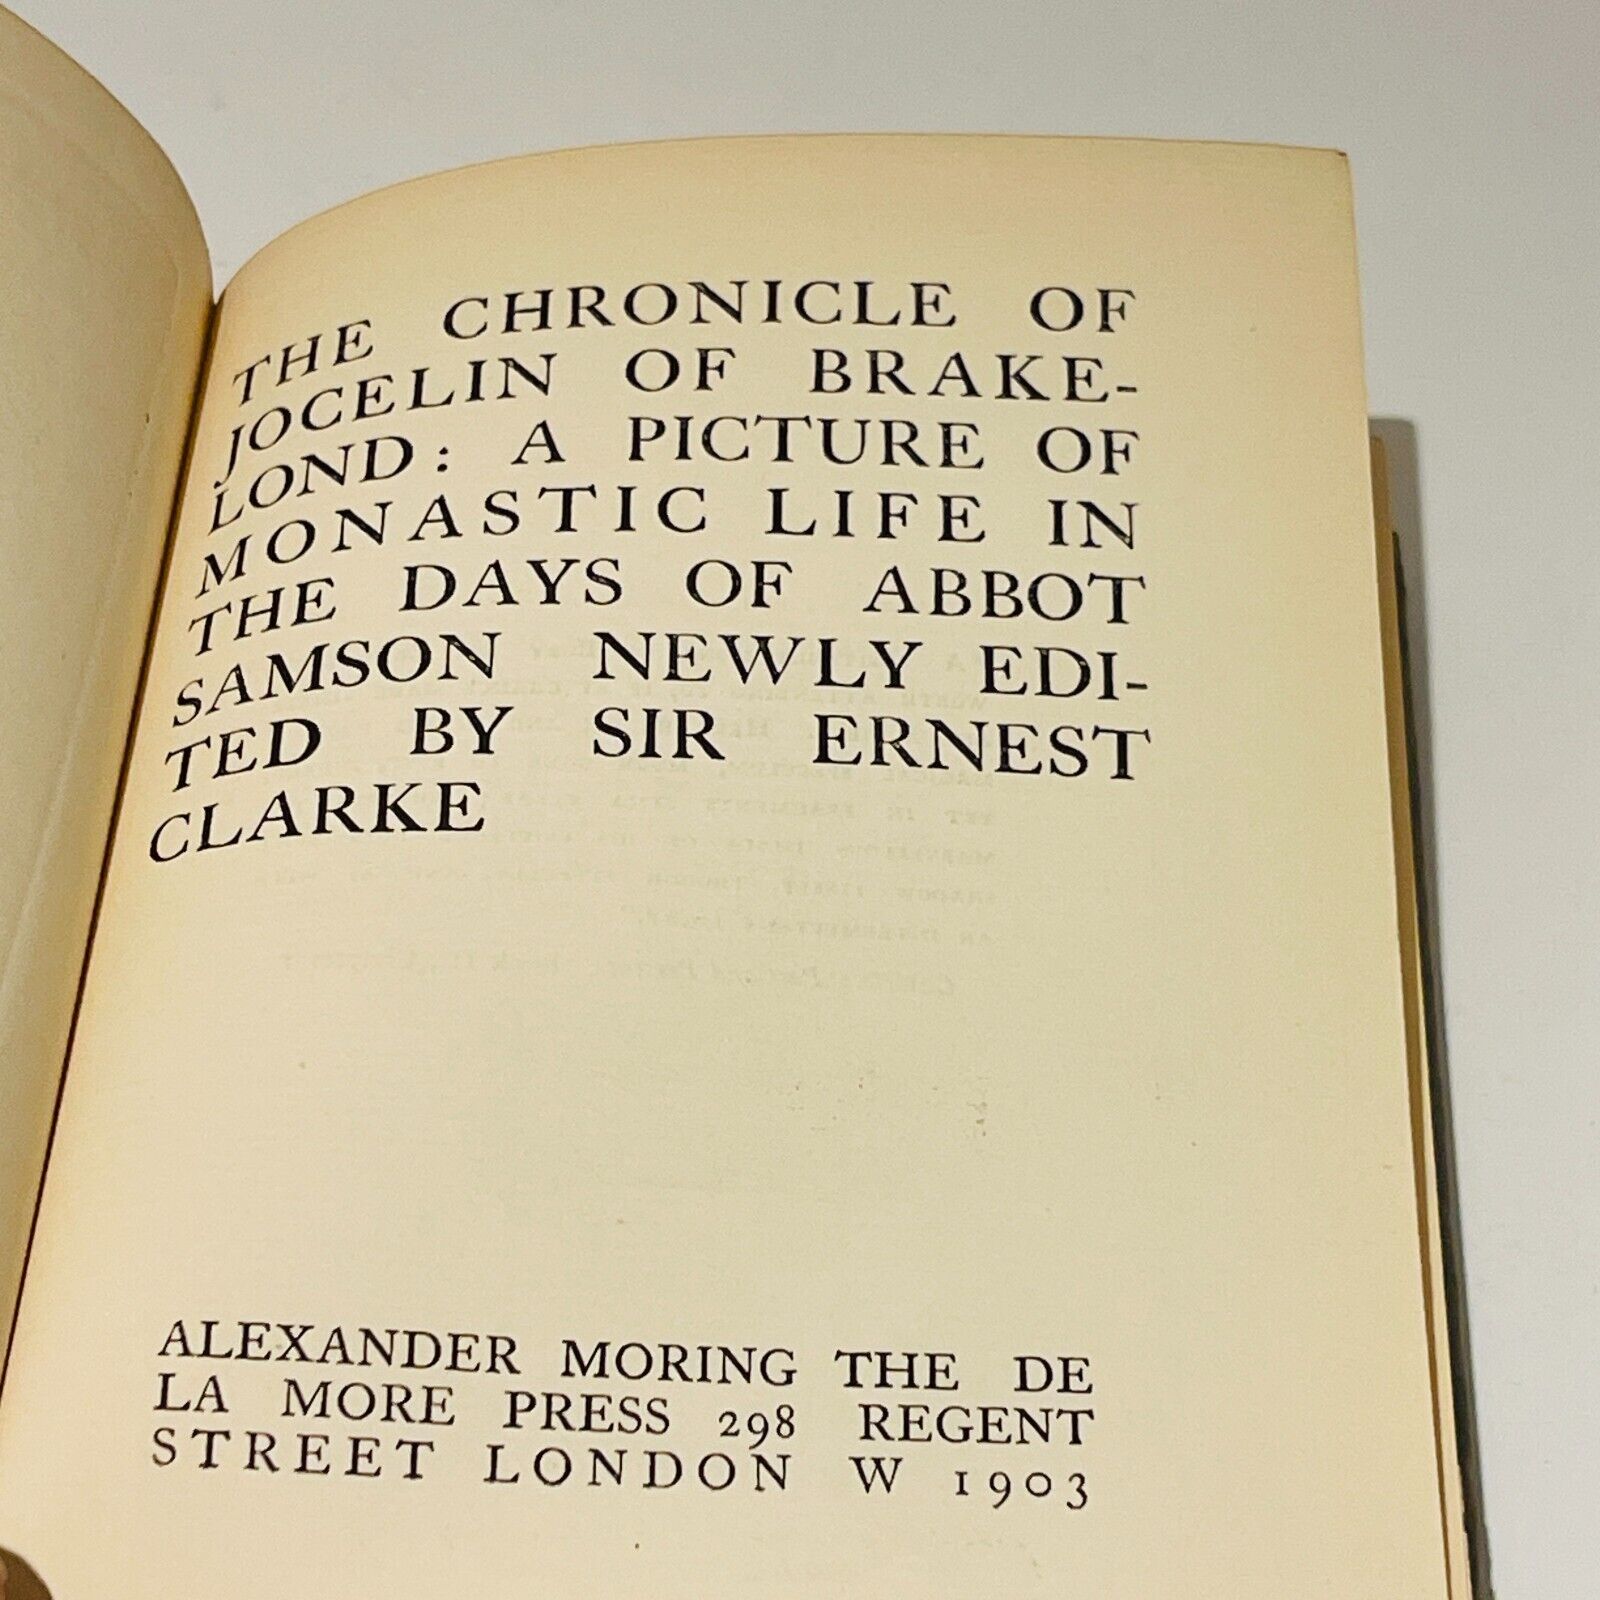 THE CHRONICLE OF
JOCELIN OF BRAKE-
LOND: A PICTURE OF
MONASTIC LIFE IN
THE DAYS OF ABBOT
SAMSON NEWLY EDI-
TED BY SIR ERNEST
CLARKE
ALEXANDER MORING THE DE
LA MORE PRESS 298 REGENT
STREET LONDON W 1903